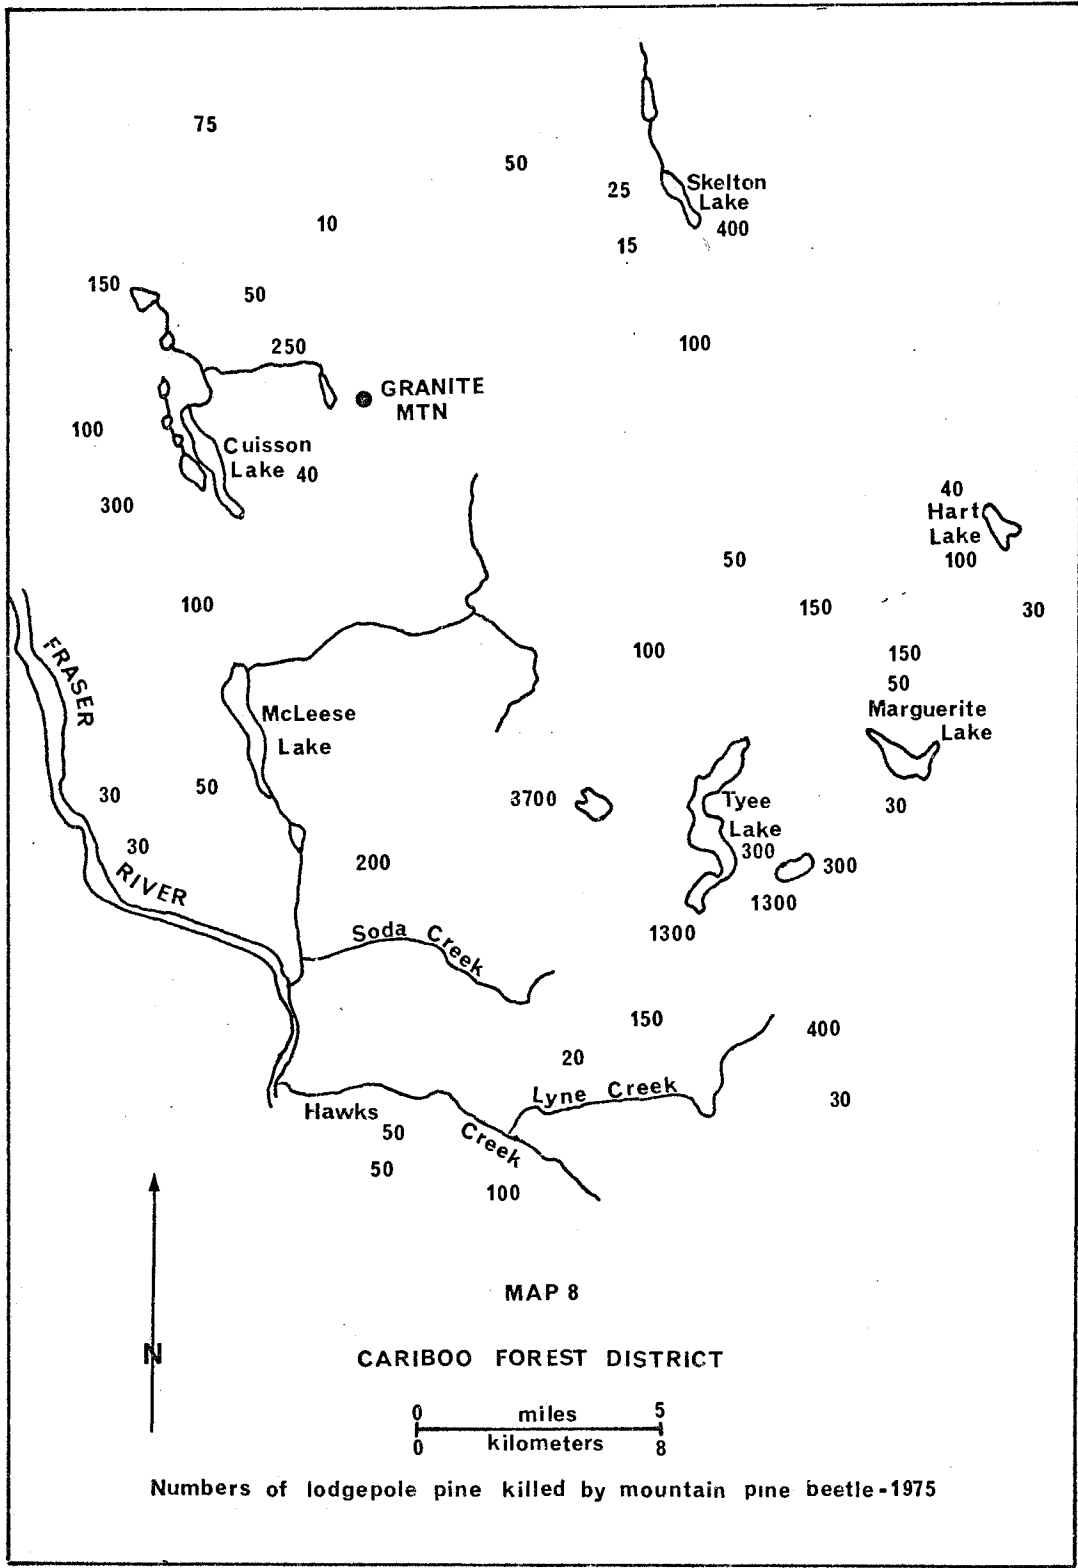 75
50
25
Skelton
Lake
400
10
15
150
50
250
100
GRANITE
MTN
100
Cuisson
Lake 40
300
40
Hart
Lake
100
50
100
150
30
100
150
50
FRASER
McLeese
Lake
Marguerite
Lake
30
50
3700
Tyee
Lake
300
30
30
200
300
1300
RIVER
1300
Soda Creek
150
400
20
Lyne Creek
30
Hawks
50
Creek
50
100
N
MAP 8
CARIBOO FOREST DISTRICT
0 miles 5
0 kilometers 8
Numbers of lodgepole pine killed by mountain pine beetle-1975